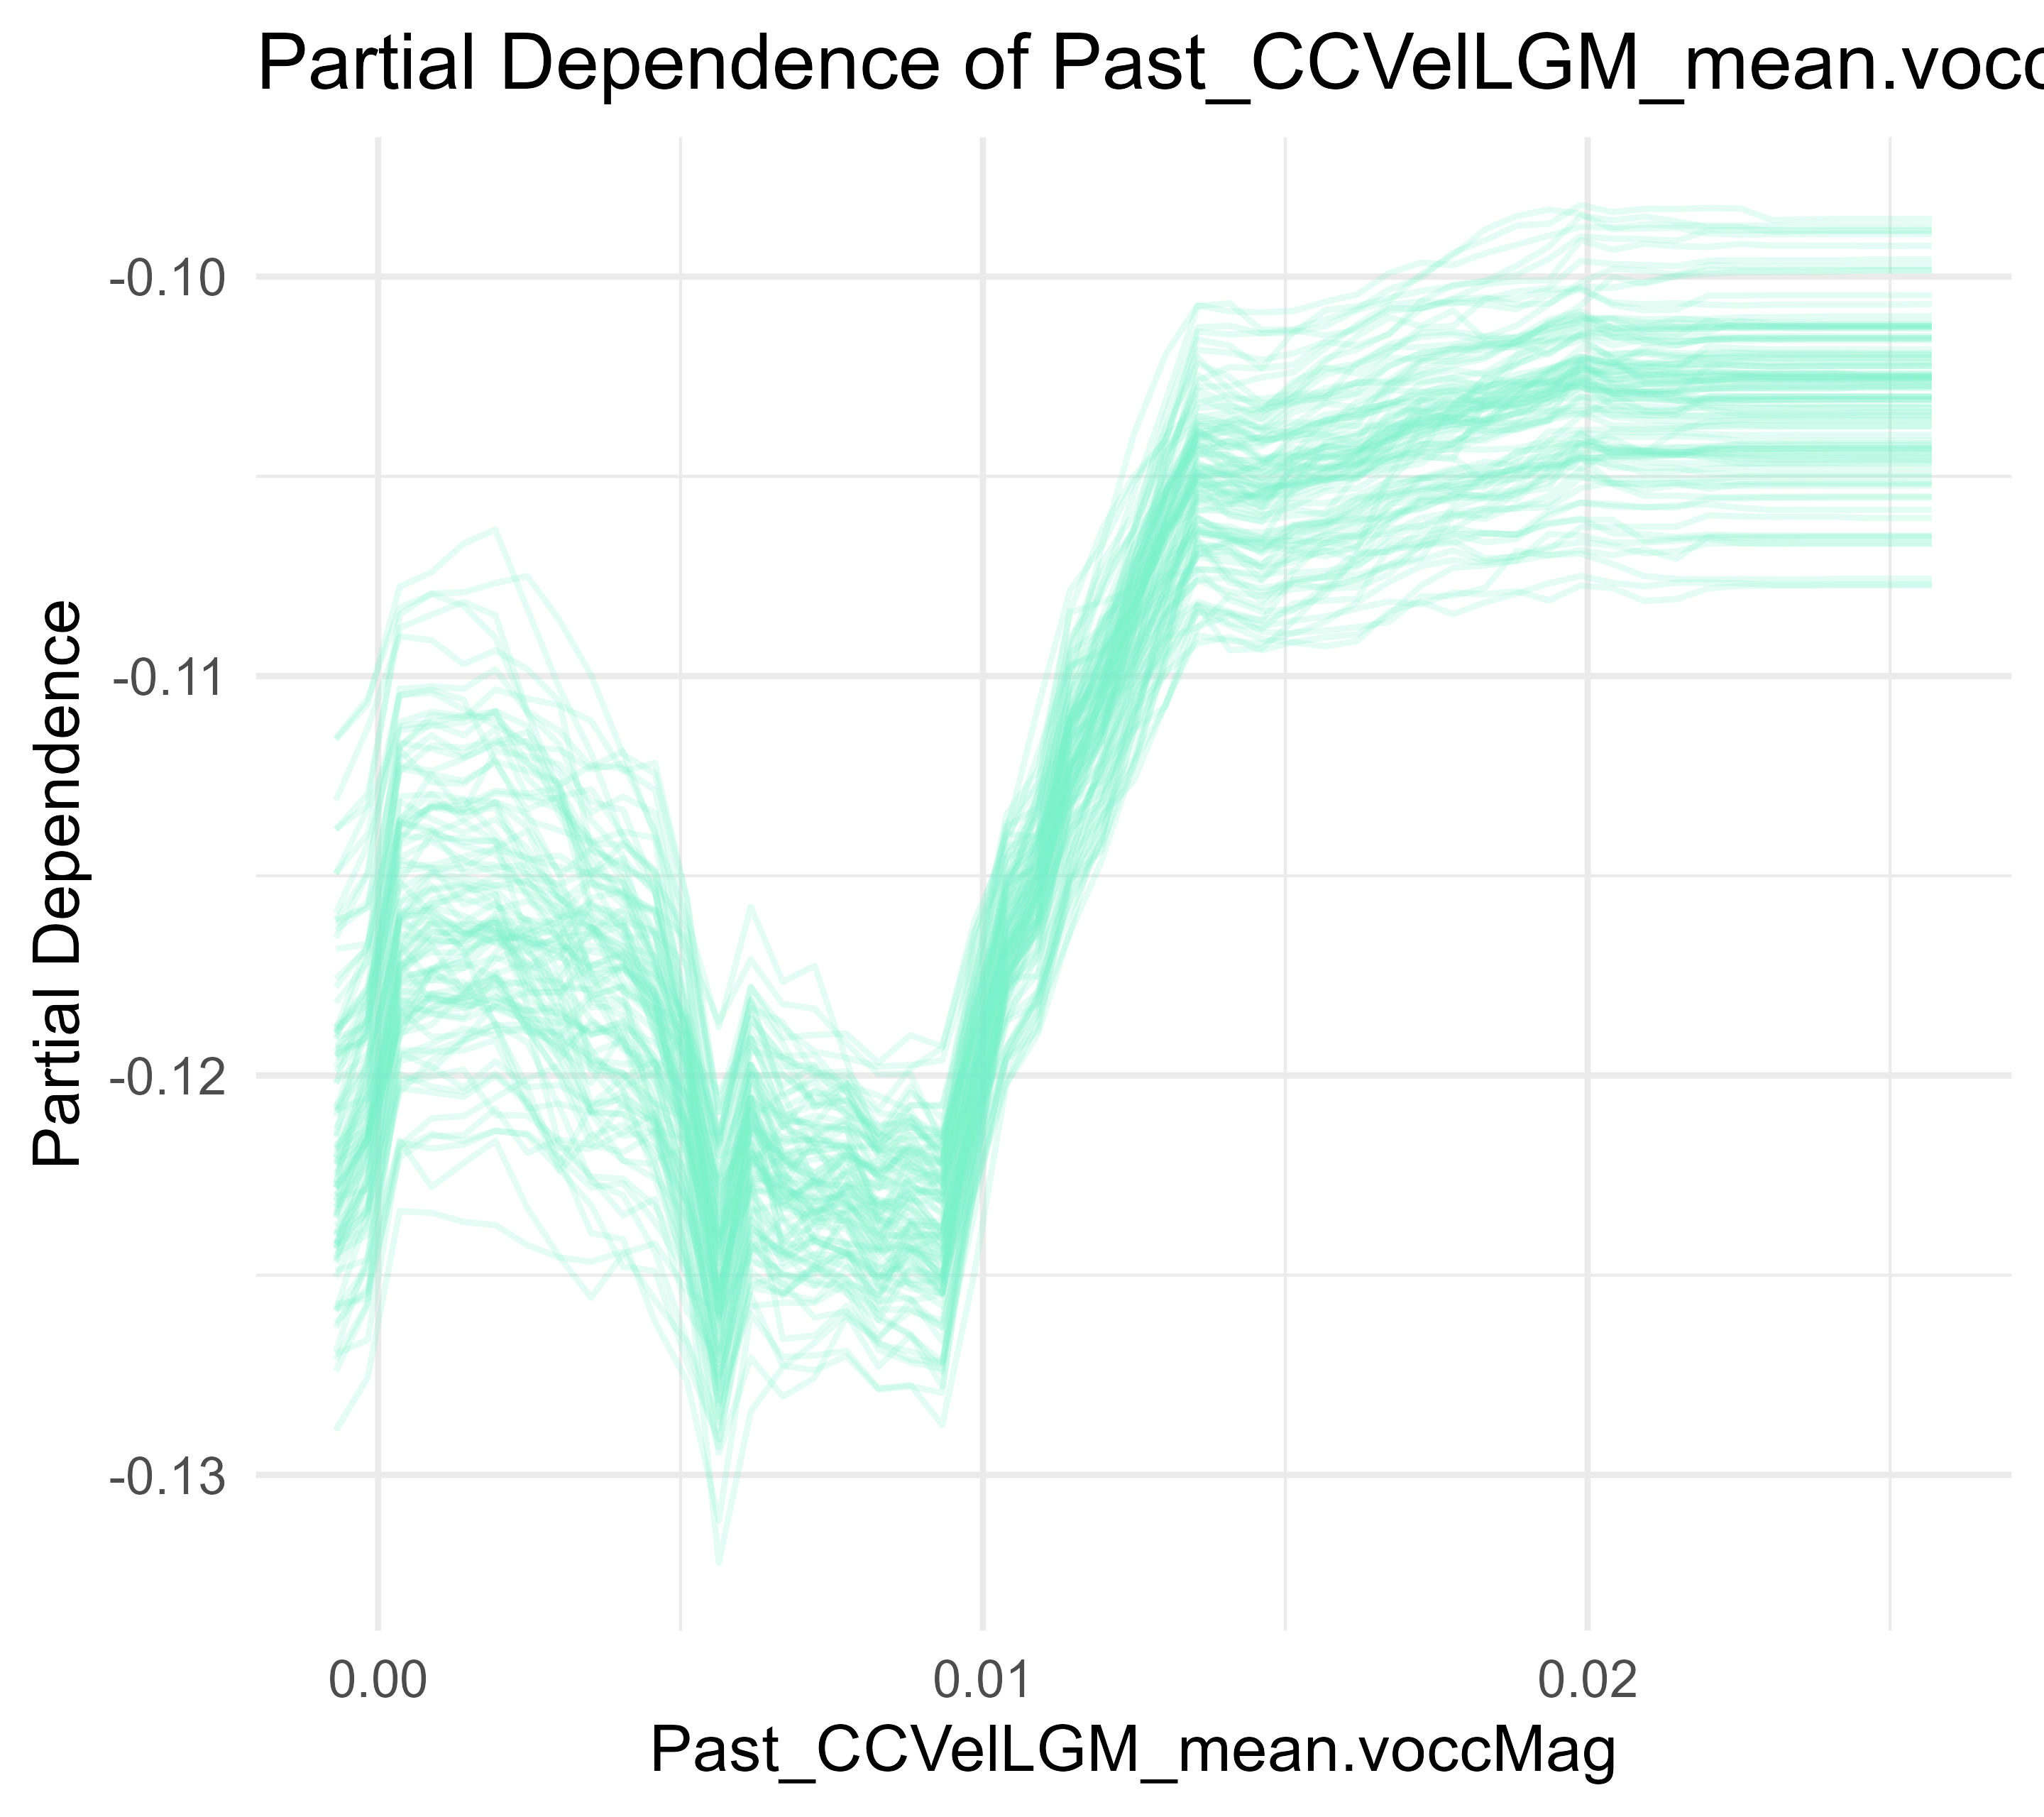 Partial Dependence of Past_CCVelLGM_mean.vocc
-0.10
-0.11
-0.12
-0.13
Partial Dependence
0.00
0.01
0.02
Past_CCVelLGM_mean.voccMag